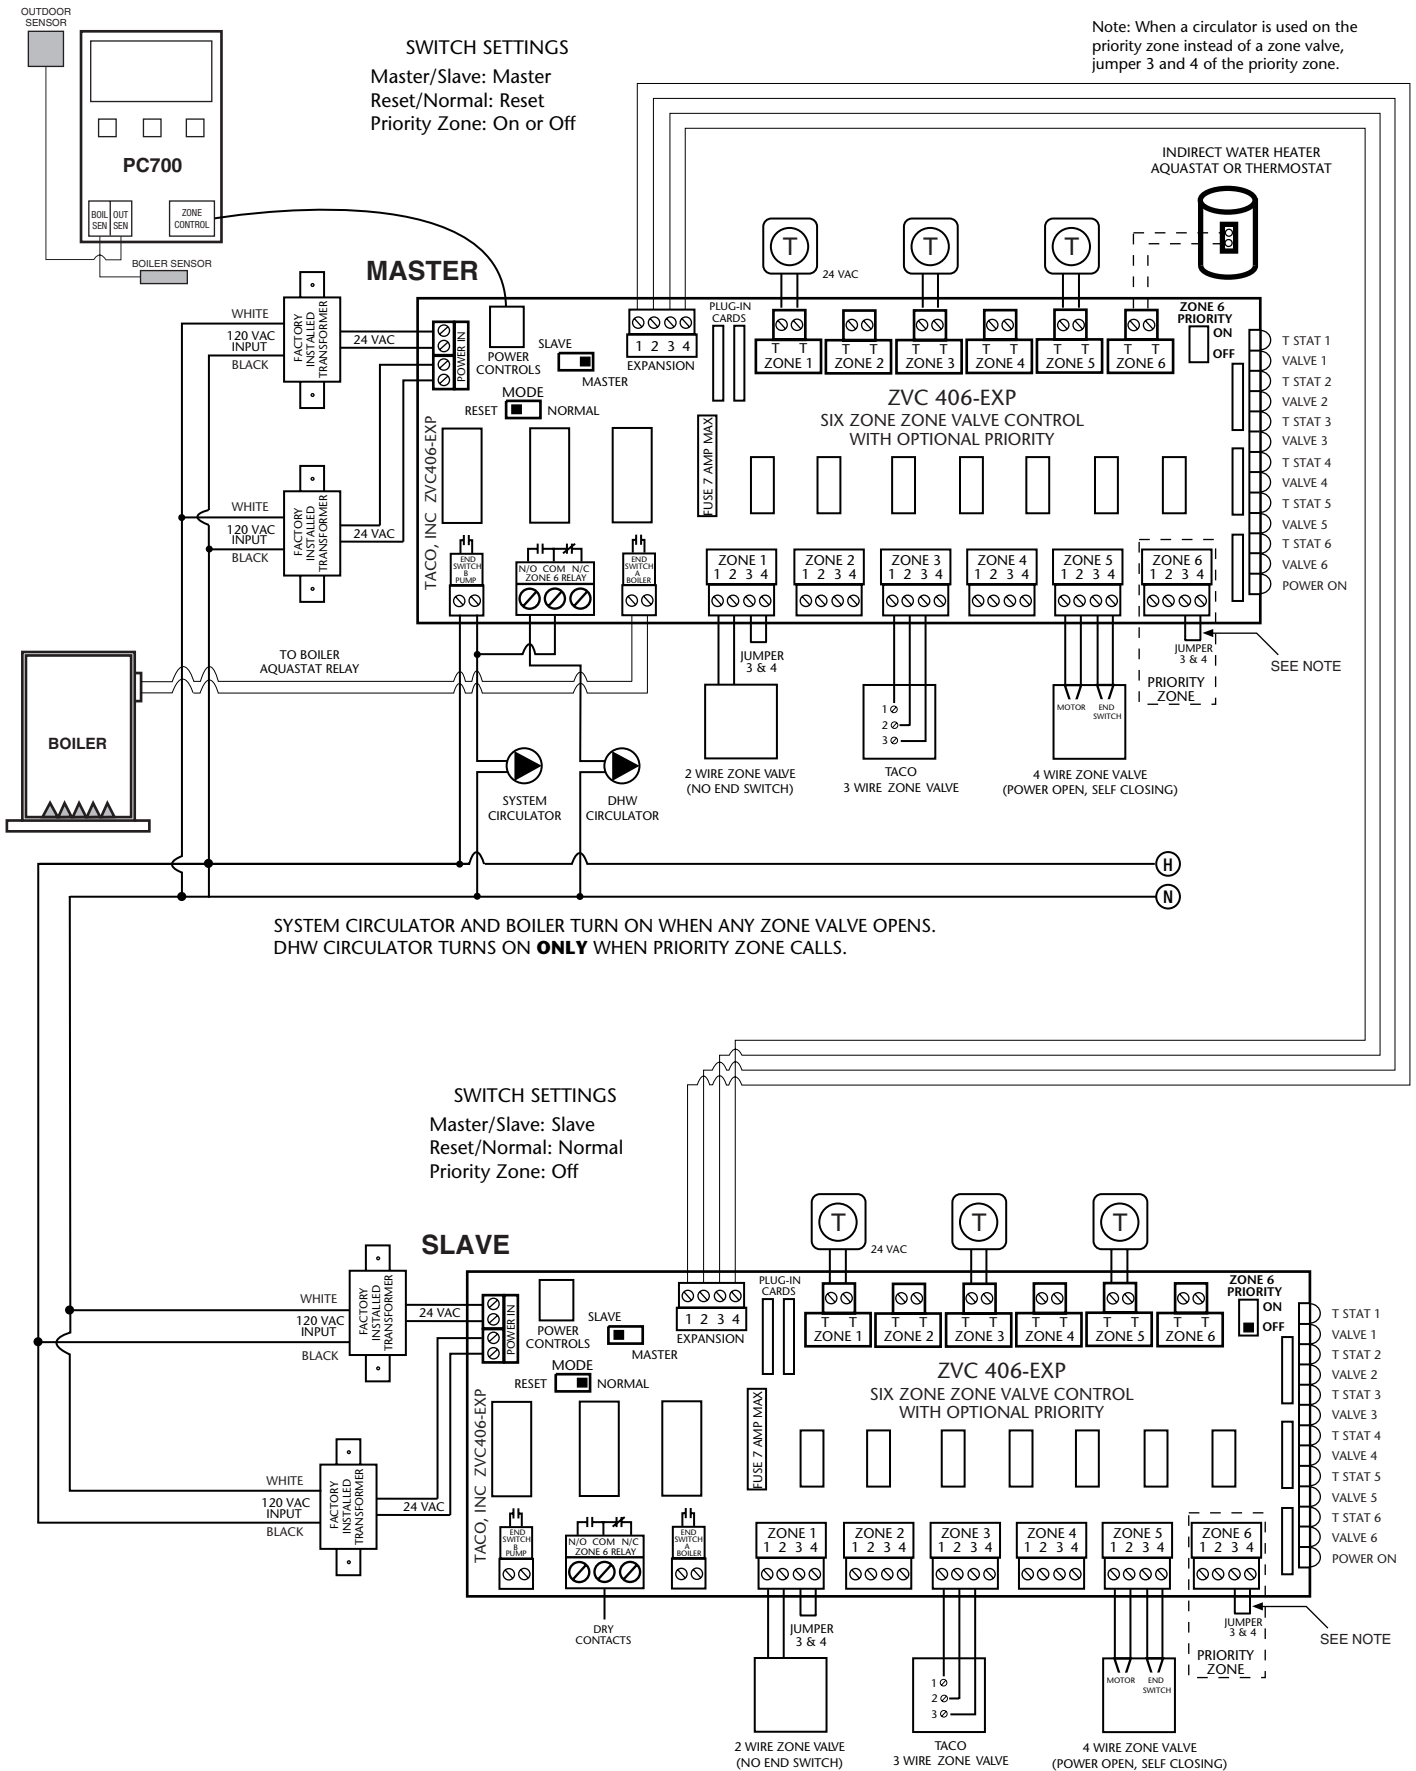 OUTDOOR
SENSOR
SWITCH SETTINGS
Master/Slave: Master
Reset/Normal: Reset
Priority Zone: On or Off
Note: When a circulator is used on the
priority zone instead of a zone valve,
jumper 3 and 4 of the priority zone.
PC700
BOIL
SEN
OUT
SEN
ZONE
CONTROL
BOILER SENSOR
INDIRECT WATER HEATER
AQUASTAT OR THERMOSTAT
MASTER
T
24 VAC
T
T
WHITE
120 VAC
INPUT
BLACK
FACTORY
INSTALLED
TRANSFORMER
24 VAC
POWER IN
POWER
CONTROLS
SLAVE
MASTER
MODE
RESET
NORMAL
1 2 3 4
EXPANSION
PLUG-IN
CARDS
T T
ZONE 1
T T
ZONE 2
T T
ZONE 3
T T
ZONE 4
T T
ZONE 5
T T
ZONE 6
ZONE 6
PRIORITY
ON
OFF
T STAT 1
VALVE 1
T STAT 2
VALVE 2
T STAT 3
VALVE 3
T STAT 4
VALVE 4
T STAT 5
VALVE 5
T STAT 6
VALVE 6
POWER ON
ZVC 406-EXP
SIX ZONE ZONE VALVE CONTROL
WITH OPTIONAL PRIORITY
TACO, INC ZVC406-EXP
FUSE 7 AMP MAX
WHITE
120 VAC
INPUT
BLACK
FACTORY
INSTALLED
TRANSFORMER
24 VAC
END
SWITCH
B
PUMP
N/O COM N/C
ZONE 6 RELAY
END
SWITCH
A
BOILER
ZONE 1
1 2 3 4
ZONE 2
1 2 3 4
ZONE 3
1 2 3 4
ZONE 4
1 2 3 4
ZONE 5
1 2 3 4
ZONE 6
1 2 3 4
JUMPER
3 & 4
JUMPER
3 & 4
SEE NOTE
PRIORITY
ZONE
TO BOILER
AQUASTAT RELAY
BOILER
1
2
3
MOTOR
END
SWITCH
2 WIRE ZONE VALVE
(NO END SWITCH)
TACO
3 WIRE ZONE VALVE
4 WIRE ZONE VALVE
(POWER OPEN, SELF CLOSING)
SYSTEM
CIRCULATOR
DHW
CIRCULATOR
H
N
SYSTEM CIRCULATOR AND BOILER TURN ON WHEN ANY ZONE VALVE OPENS.
DHW CIRCULATOR TURNS ON ONLY WHEN PRIORITY ZONE CALLS.
SWITCH SETTINGS
Master/Slave: Slave
Reset/Normal: Normal
Priority Zone: Off
SLAVE
T
24 VAC
T
T
WHITE
120 VAC
INPUT
BLACK
FACTORY
INSTALLED
TRANSFORMER
24 VAC
POWER IN
POWER
CONTROLS
SLAVE
MASTER
MODE
RESET
NORMAL
1 2 3 4
EXPANSION
PLUG-IN
CARDS
T T
ZONE 1
T T
ZONE 2
T T
ZONE 3
T T
ZONE 4
T T
ZONE 5
T T
ZONE 6
ZONE 6
PRIORITY
ON
OFF
T STAT 1
VALVE 1
T STAT 2
VALVE 2
T STAT 3
VALVE 3
T STAT 4
VALVE 4
T STAT 5
VALVE 5
T STAT 6
VALVE 6
POWER ON
ZVC 406-EXP
SIX ZONE ZONE VALVE CONTROL
WITH OPTIONAL PRIORITY
TACO, INC ZVC406-EXP
FUSE 7 AMP MAX
WHITE
120 VAC
INPUT
BLACK
FACTORY
INSTALLED
TRANSFORMER
24 VAC
END
SWITCH
B
PUMP
N/O COM N/C
ZONE 6 RELAY
END
SWITCH
A
BOILER
ZONE 1
1 2 3 4
ZONE 2
1 2 3 4
ZONE 3
1 2 3 4
ZONE 4
1 2 3 4
ZONE 5
1 2 3 4
ZONE 6
1 2 3 4
DRY
CONTACTS
JUMPER
3 & 4
JUMPER
3 & 4
SEE NOTE
PRIORITY
ZONE
1
2
3
MOTOR
END
SWITCH
2 WIRE ZONE VALVE
(NO END SWITCH)
TACO
3 WIRE ZONE VALVE
4 WIRE ZONE VALVE
(POWER OPEN, SELF CLOSING)